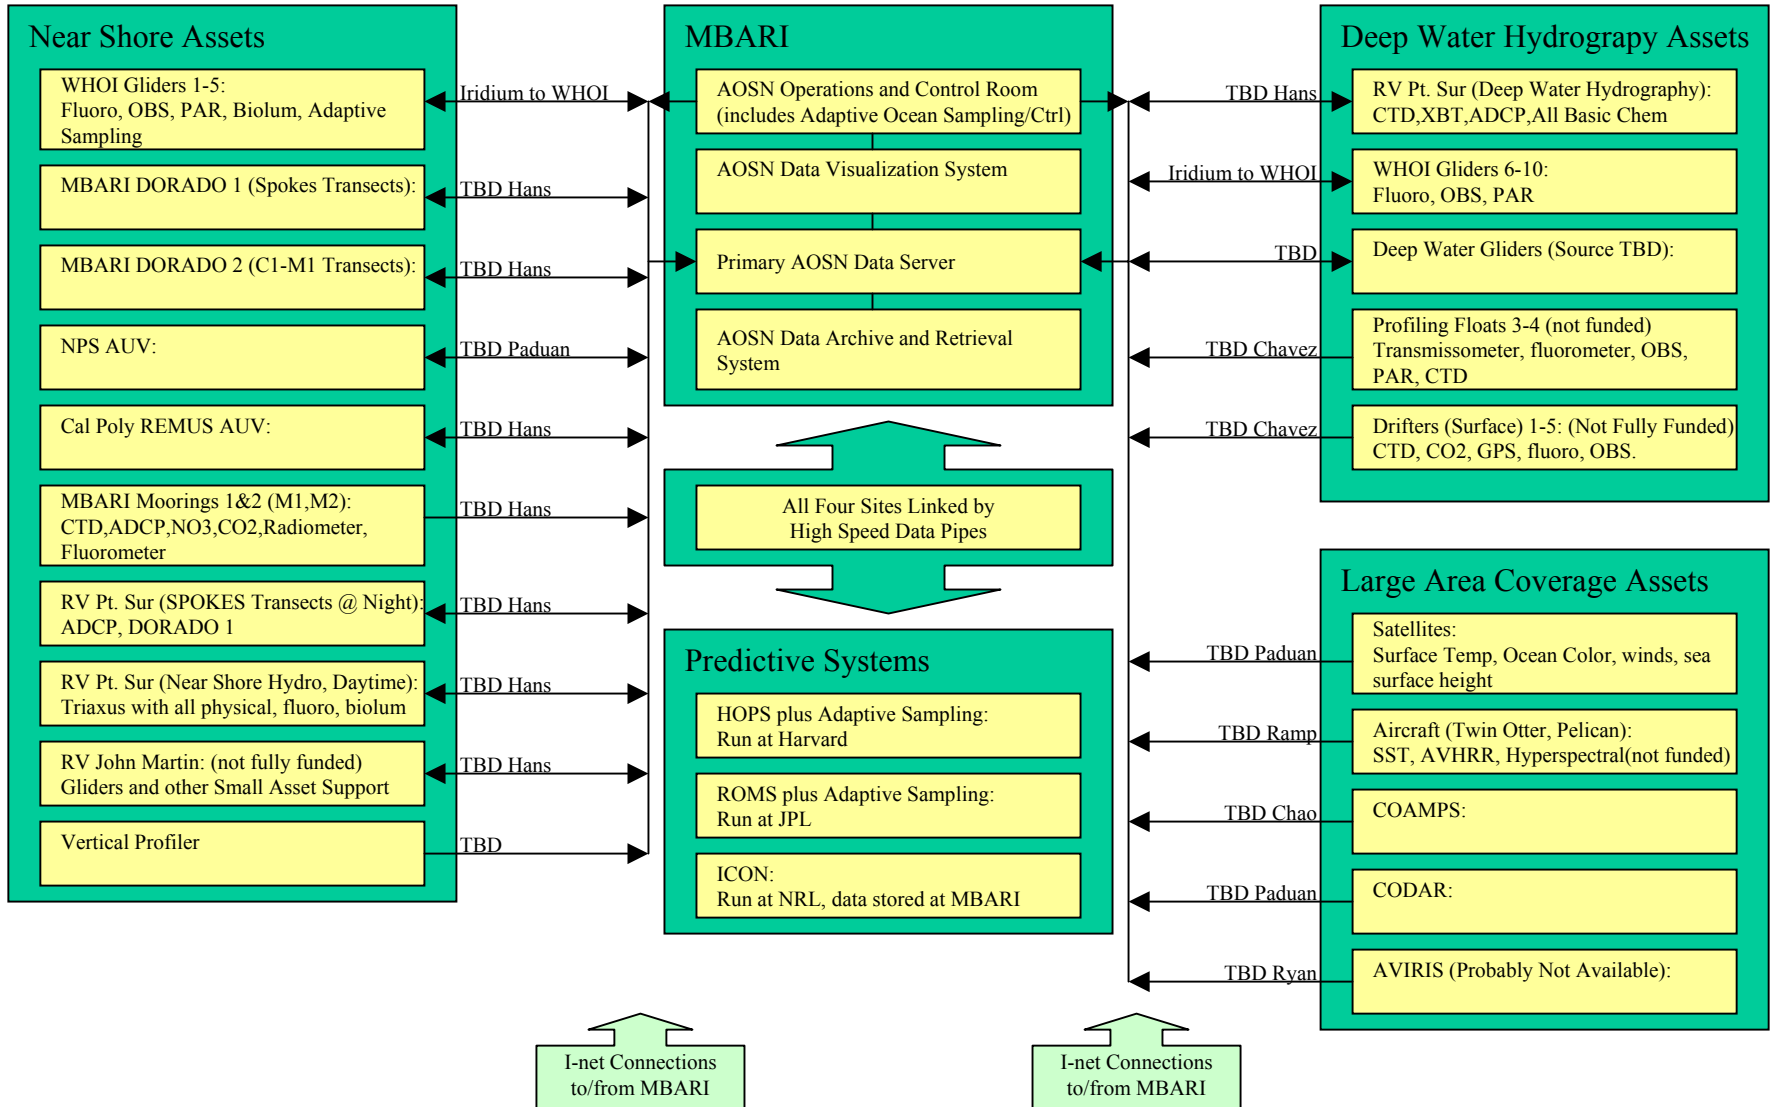 Near Shore Assets
WHOI Gliders 1-5:
Fluoro, OBS, PAR, Biolum, Adaptive
Sampling
MBARI DORADO 1 (Spokes Transects):
MBARI DORADO 2 (C1-M1 Transects):
NPS AUV:
Cal Poly REMUS AUV:
MBARI Moorings 1&2 (M1,M2):
CTD,ADCP,NO3,CO2,Radiometer,
Fluorometer
RV Pt. Sur (SPOKES Transects @ Night):
ADCP, DORADO 1
RV Pt. Sur (Near Shore Hydro, Daytime):
Triaxus with all physical, fluoro, biolum
RV John Martin: (not fully funded)
Gliders and other Small Asset Support
Vertical Profiler
Iridium to WHOI
TBD Hans
TBD Hans
TBD Paduan
TBD Hans
TBD Hans
TBD Hans
TBD Hans
TBD Hans
TBD
MBARI
AOSN Operations and Control Room
(includes Adaptive Ocean Sampling/Ctrl)
AOSN Data Visualization System
Primary AOSN Data Server
AOSN Data Archive and Retrieval
System
All Four Sites Linked by
High Speed Data Pipes
Predictive Systems
HOPS plus Adaptive Sampling:
Run at Harvard
ROMS plus Adaptive Sampling:
Run at JPL
ICON:
Run at NRL, data stored at MBARI
TBD Hans
Iridium to WHOI
TBD
TBD Chavez
TBD Chavez
TBD Paduan
TBD Ramp
TBD Chao
TBD Paduan
TBD Ryan
Deep Water Hydrograpy Assets
RV Pt. Sur (Deep Water Hydrography):
CTD,XBT,ADCP,All Basic Chem
WHOI Gliders 6-10:
Fluoro, OBS, PAR
Deep Water Gliders (Source TBD):
Profiling Floats 3-4 (not funded)
Transmissometer, fluorometer, OBS,
PAR, CTD
Drifters (Surface) 1-5: (Not Fully Funded)
CTD, CO2, GPS, fluoro, OBS.
Large Area Coverage Assets
Satellites:
Surface Temp, Ocean Color, winds, sea
surface height
Aircraft (Twin Otter, Pelican):
SST, AVHRR, Hyperspectral(not funded)
COAMPS:
CODAR:
AVIRIS (Probably Not Available):
I-net Connections
to/from MBARI
I-net Connections
to/from MBARI